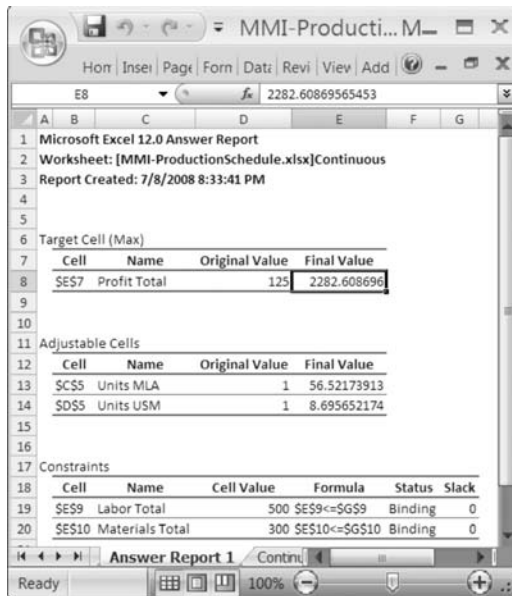 MMI-Producti... M
Hon Insei Page Forn Data Revi View Add
E8 fx 2282.60869565453
A B C D E F G
1 Microsoft Excel 12.0 Answer Report
2 Worksheet: [MMI-ProductionSchedule.xlsx]Continuous
3 Report Created: 7/8/2008 8:33:41 PM
4
5
6 Target Cell (Max)
7 Cell Name Original Value Final Value
8 $E$7 Profit Total 125 2282.608696
9
10
11 Adjustable Cells
12 Cell Name Original Value Final Value
13 $C$5 Units MLA 1 56.52173913
14 $D$5 Units USM 1 8.695652174
15
16
17 Constraints
18 Cell Name Cell Value Formula Status Slack
19 $E$9 Labor Total 500 $E$9<=$G$9 Binding 0
20 $E$10 Materials Total 300 $E$10<=$G$10 Binding 0
Answer Report 1 Continu
Ready 100%